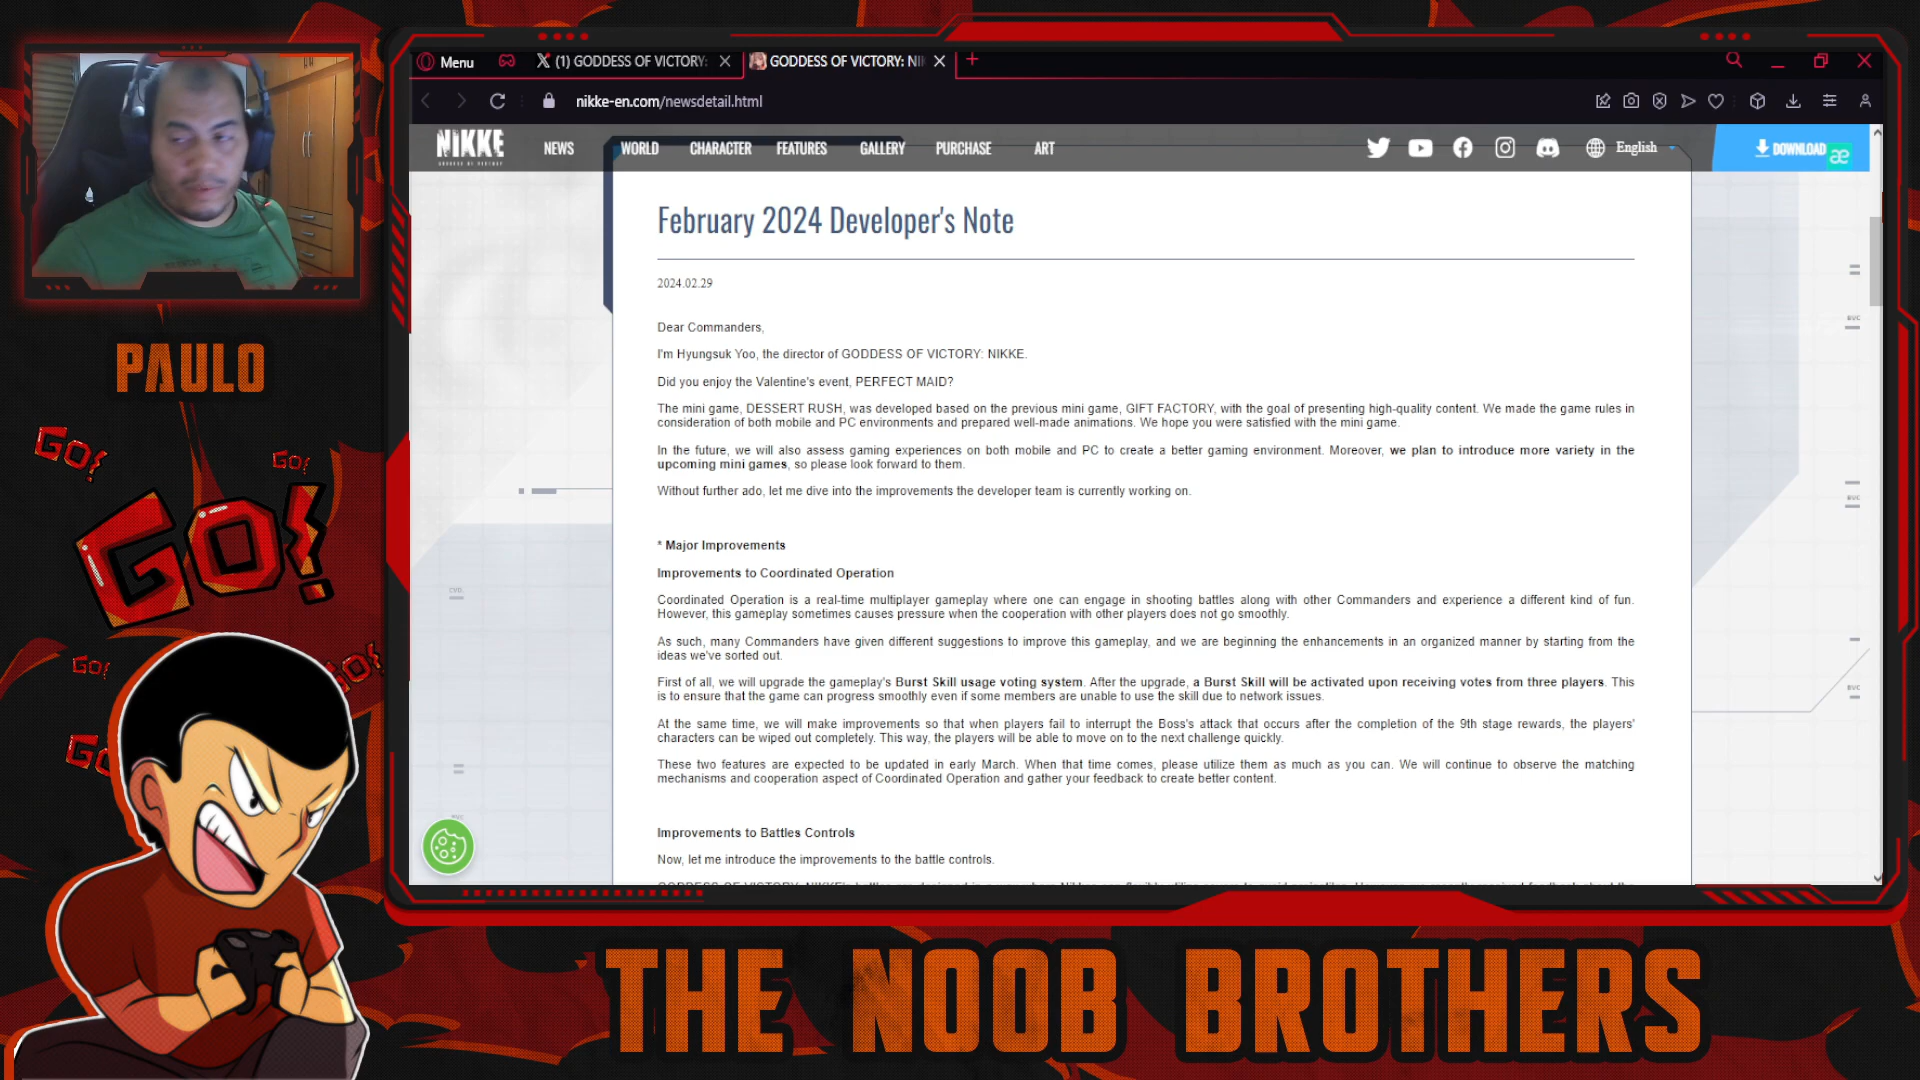 Menu
(1) GODDESS OF VICTORY:
GODDESS OF VICTORY: NI
nikke-en.com/newsdetail.html
NIKKE
NEWS
WORLD
CHARACTER
FEATURES
GALLERY
PURCHASE
ART
English
DOWNLOAD
February 2024 Developer's Note
2024.02.29
Dear Commanders,
I'm Hyungsuk Yoo, the director of GODDESS OF VICTORY: NIKKE.
Did you enjoy the Valentine's event, PERFECT MAID?
The mini game, DESSERT RUSH, was developed based on the previous mini game, GIFT FACTORY, with the goal of presenting high-quality content. We made the game rules in
consideration of both mobile and PC environments and prepared well-made animations. We hope you were satisfied with the mini game.
In the future, we will also assess gaming experiences on both mobile and PC to create a better gaming environment. Moreover, we plan to introduce more variety in the
upcoming mini games, so please look forward to them.
Without further ado, let me dive into the improvements the developer team is currently working on.
* Major Improvements
Improvements to Coordinated Operation
Coordinated Operation is a real-time multiplayer gameplay where one can engage in shooting battles along with other Commanders and experience a different kind of fun.
However, this gameplay sometimes causes pressure when the cooperation with other players does not go smoothly.
As such, many Commanders have given different suggestions to improve this gameplay, and we are beginning the enhancements in an organized manner by starting from the
ideas we've sorted out.
First of all, we will upgrade the gameplay's Burst Skill usage voting system. After the upgrade, a Burst Skill will be activated upon receiving votes from three players. This
is to ensure that the game can progress smoothly even if some members are unable to use the skill due to network issues.
At the same time, we will make improvements so that when players fail to interrupt the Boss's attack that occurs after the completion of the 9th stage rewards, the players'
characters can be wiped out completely. This way, the players will be able to move on to the next challenge quickly.
These two features are expected to be updated in early March. When that time comes, please utilize them as much as you can. We will continue to observe the matching
mechanisms and cooperation aspect of Coordinated Operation and gather your feedback to create better content.
Improvements to Battles Controls
Now, let me introduce the improvements to the battle controls.
PAULO
GO!
GO!
GO!
GO!
GO!
GO
THE NOOB BROTHERS